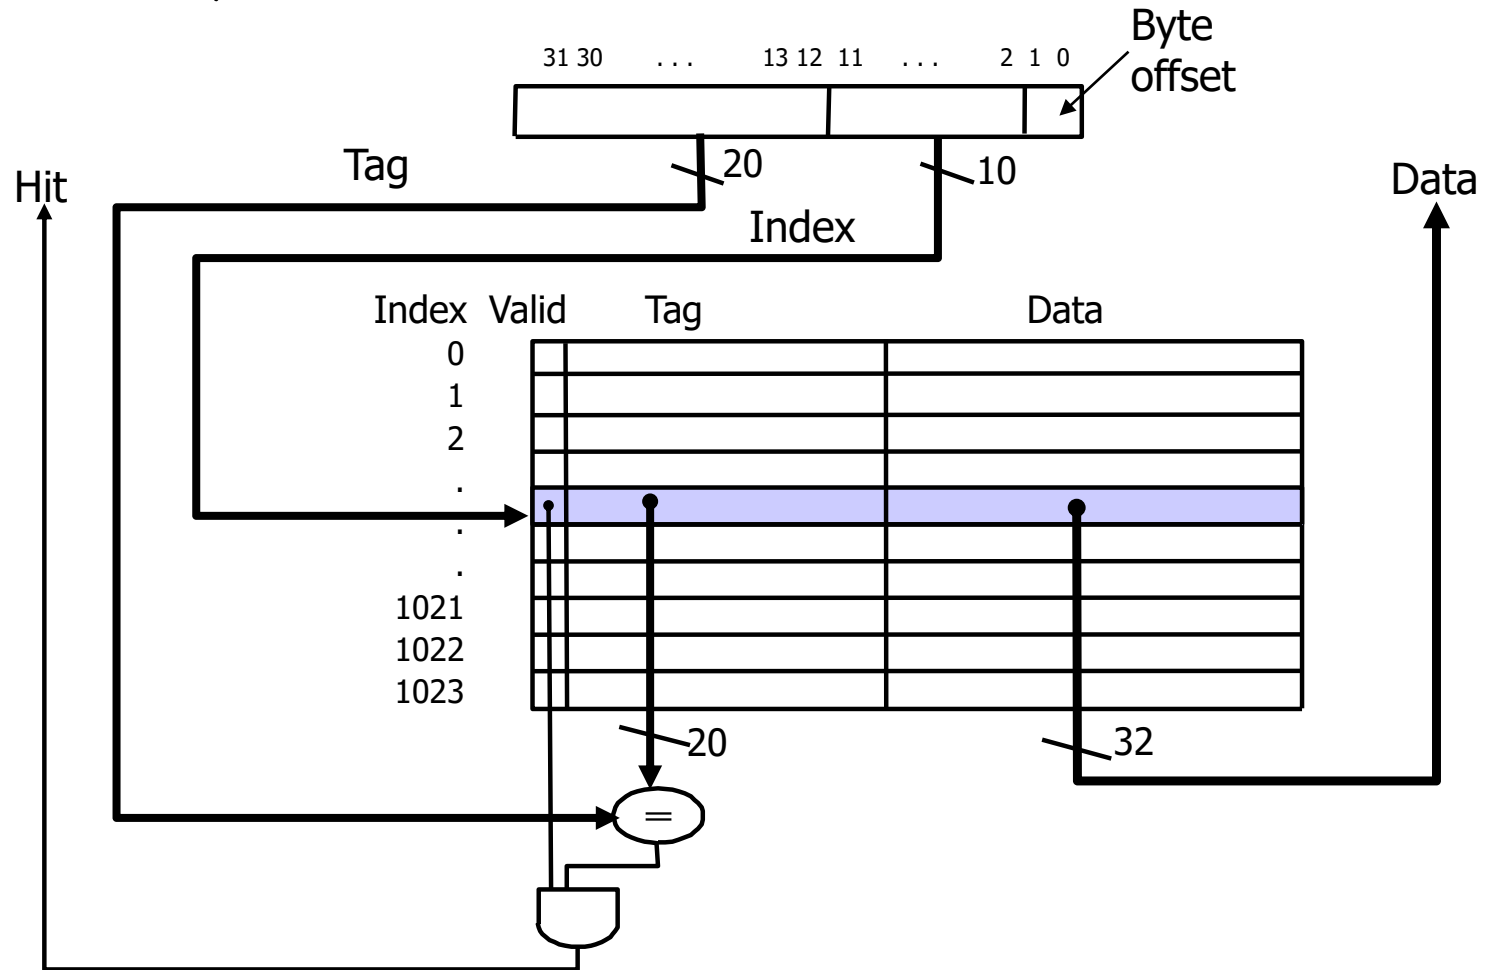 Byte
offset
31 30 . . . 13 12 11 . . . 2 1 0
20
10
Tag
Hit
Data
Index
Index Valid Tag Data
0
1
2
.
.
.
1021
1022
1023
20
32
=